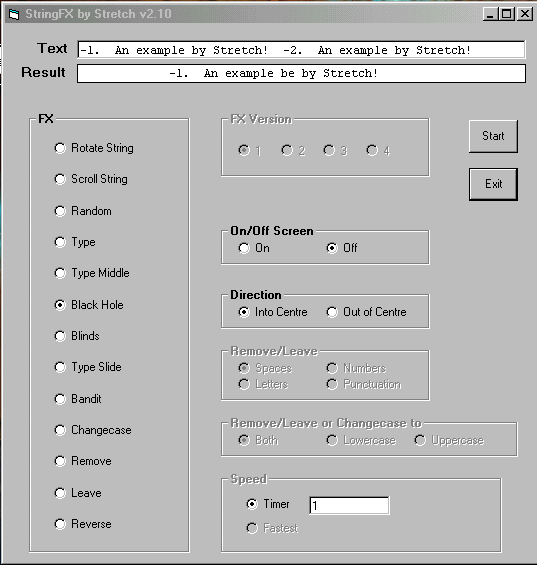 StringFX by Stretch v2.10
Text -1. An example by Stretch! -2. An example by Stretch!
Result -1. An example be by Stretch!
FX
Rotate String
Scroll String
Random
Type
Type Middle
Black Hole
Blinds
Type Slide
Bandit
Changecase
Remove
Leave
Reverse
FX Version
1 2 3 4
On/Off Screen
On Off
Direction
Into Centre Out of Centre
Remove/Leave
Spaces Numbers
Letters Punctuation
Remove/Leave or Changecase to
Both Lowercase Uppercase
Speed
Timer 1
Fastest
Start
Exit